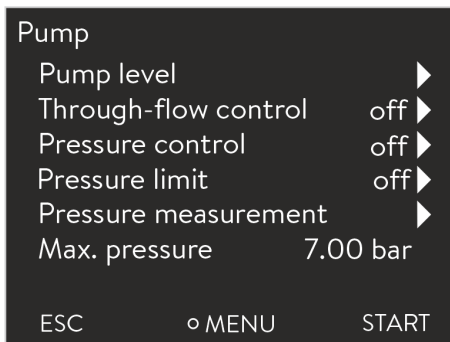 Pump
Pump level
Through-flow control off
Pressure control off
Pressure limit off
Pressure measurement
Max. pressure 7.00 bar
ESC MENU START